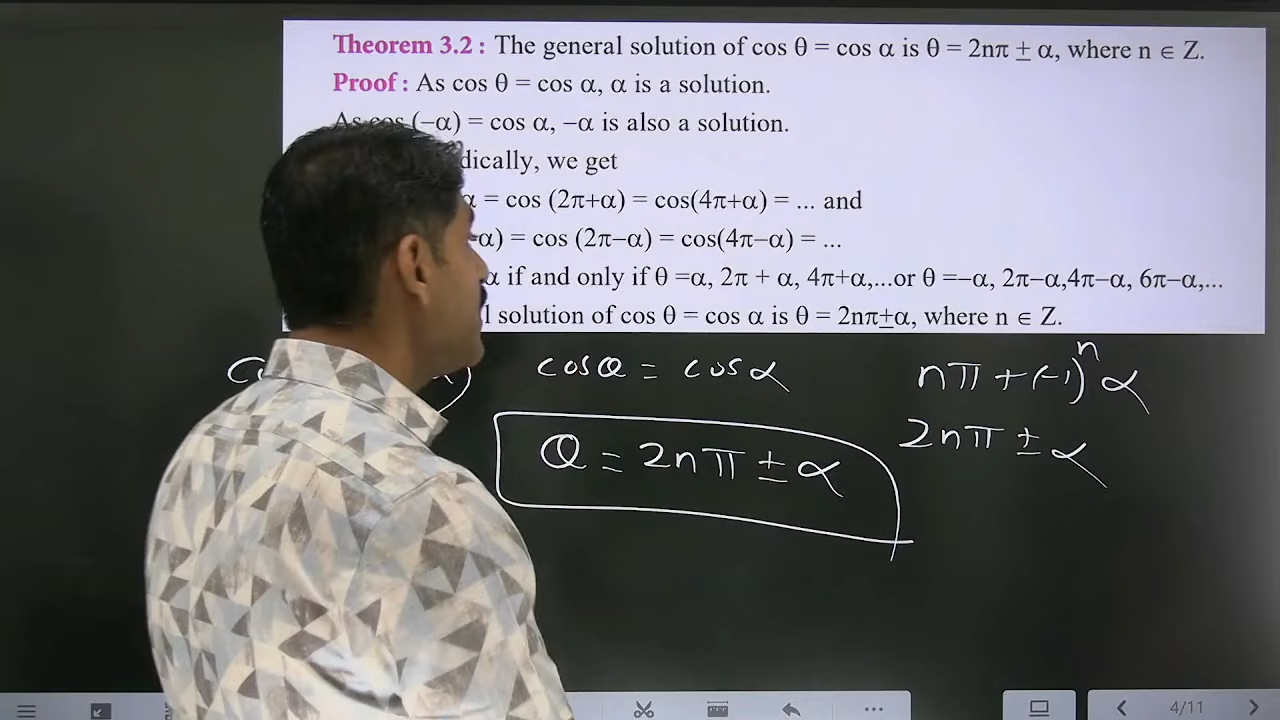 Theorem 3.2 : The general solution of cos θ = cos α is θ = 2nπ ± α, where n ∈ Z.
Proof : As cos θ = cos α, α is a solution.
As cos (−α) = cos α, −α is also a solution.
dically, we get
α = cos (2π+α) = cos(4π+α) = ... and
α) = cos (2π−α) = cos(4π−α) = ...
α if and only if θ =α, 2π + α, 4π+α,...or θ =−α, 2π−α,4π−α, 6π−α,...
l solution of cos θ = cos α is θ = 2nπ±α, where n ∈ Z.
cosθ = cosα
θ = 2nπ ± α
nπ + (-1)ⁿ α
2nπ ± α
4/11